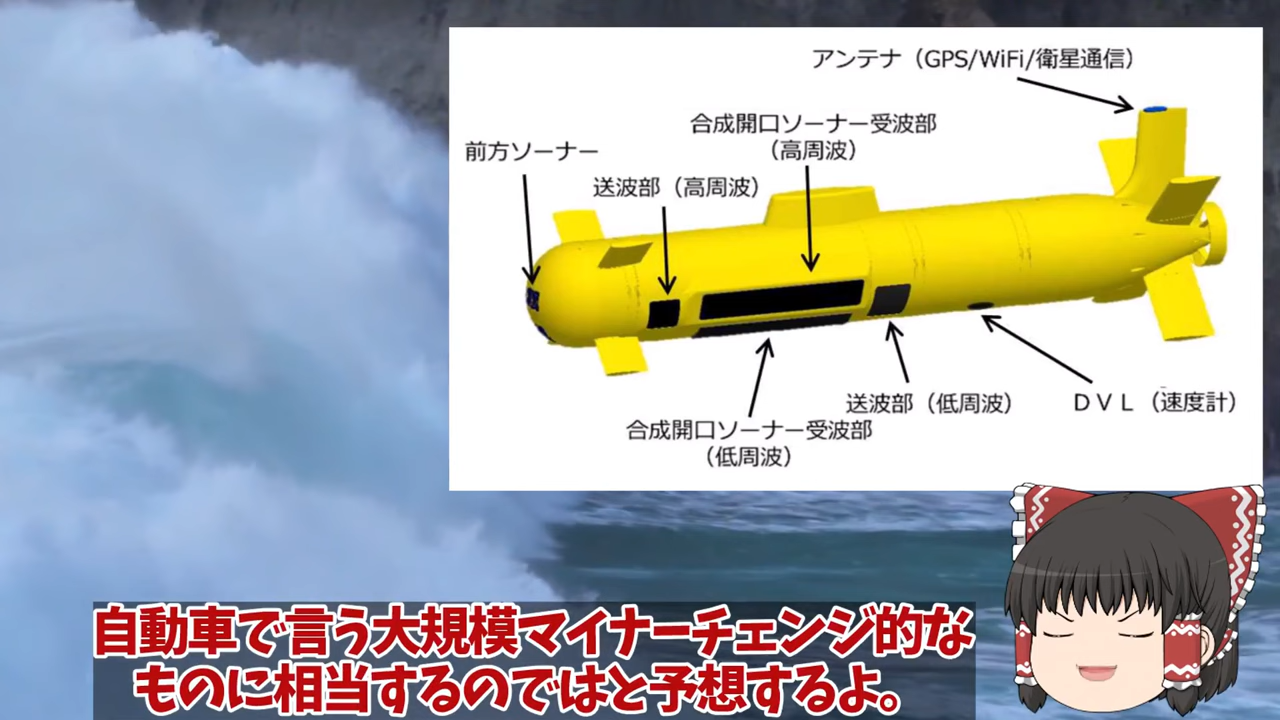 アンテナ（GPS/WiFi/衛星通信）
合成開口ソーナー受波部
（高周波）
前方ソーナー
送波部（高周波）
送波部（低周波）
ＤＶＬ（速度計）
合成開口ソーナー受波部
（低周波）
自動車で言う大規模マイナーチェンジ的な
ものに相当するのではと予想するよ。